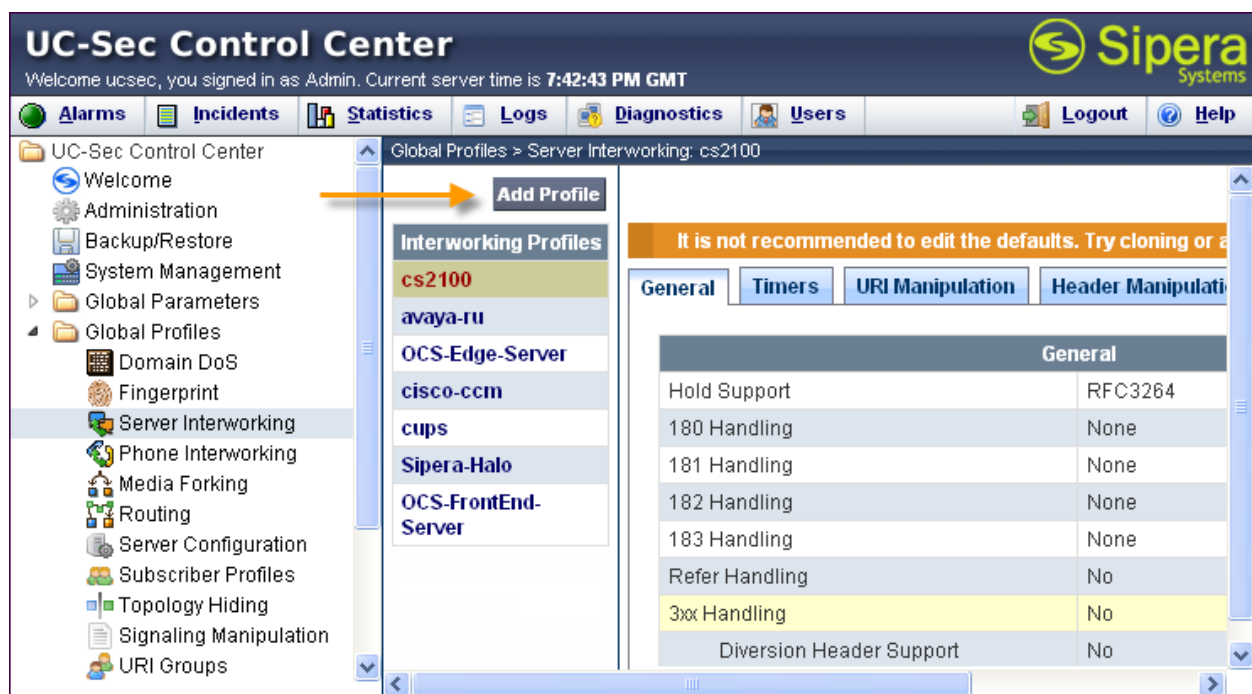 UC-Sec Control Center
Sipera
Systems
Welcome ucsec, you signed in as Admin. Current server time is 7:42:43 PM GMT
Alarms Incidents Statistics Logs Diagnostics Users Logout Help
UC-Sec Control Center
Welcome
Administration
Backup/Restore
System Management
Global Parameters
Global Profiles
Domain DoS
Fingerprint
Server Interworking
Phone Interworking
Media Forking
Routing
Server Configuration
Subscriber Profiles
Topology Hiding
Signaling Manipulation
URI Groups
Global Profiles > Server Interworking: cs2100
Add Profile
Interworking Profiles
cs2100
avaya-ru
OCS-Edge-Server
cisco-ccm
cups
Sipera-Halo
OCS-FrontEnd-
Server
It is not recommended to edit the defaults. Try cloning or a
General Timers URI Manipulation Header Manipulati
General
Hold Support RFC3264
180 Handling None
181 Handling None
182 Handling None
183 Handling None
Refer Handling No
3xx Handling No
Diversion Header Support No